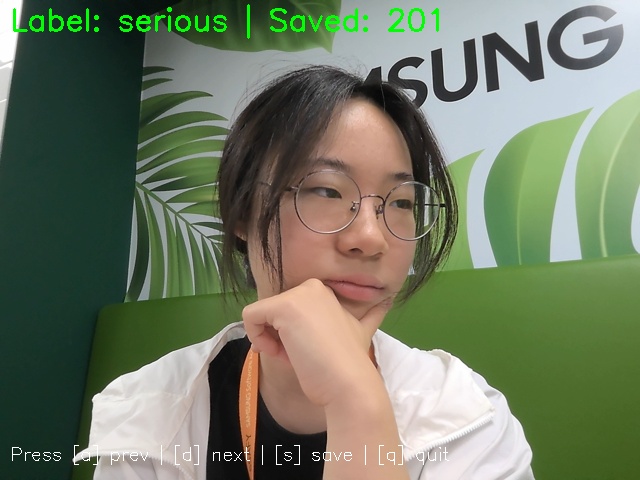 Label: serious | Saved: 201
MSUNG
Press [a] prev | [d] next | [s] save | [q] quit